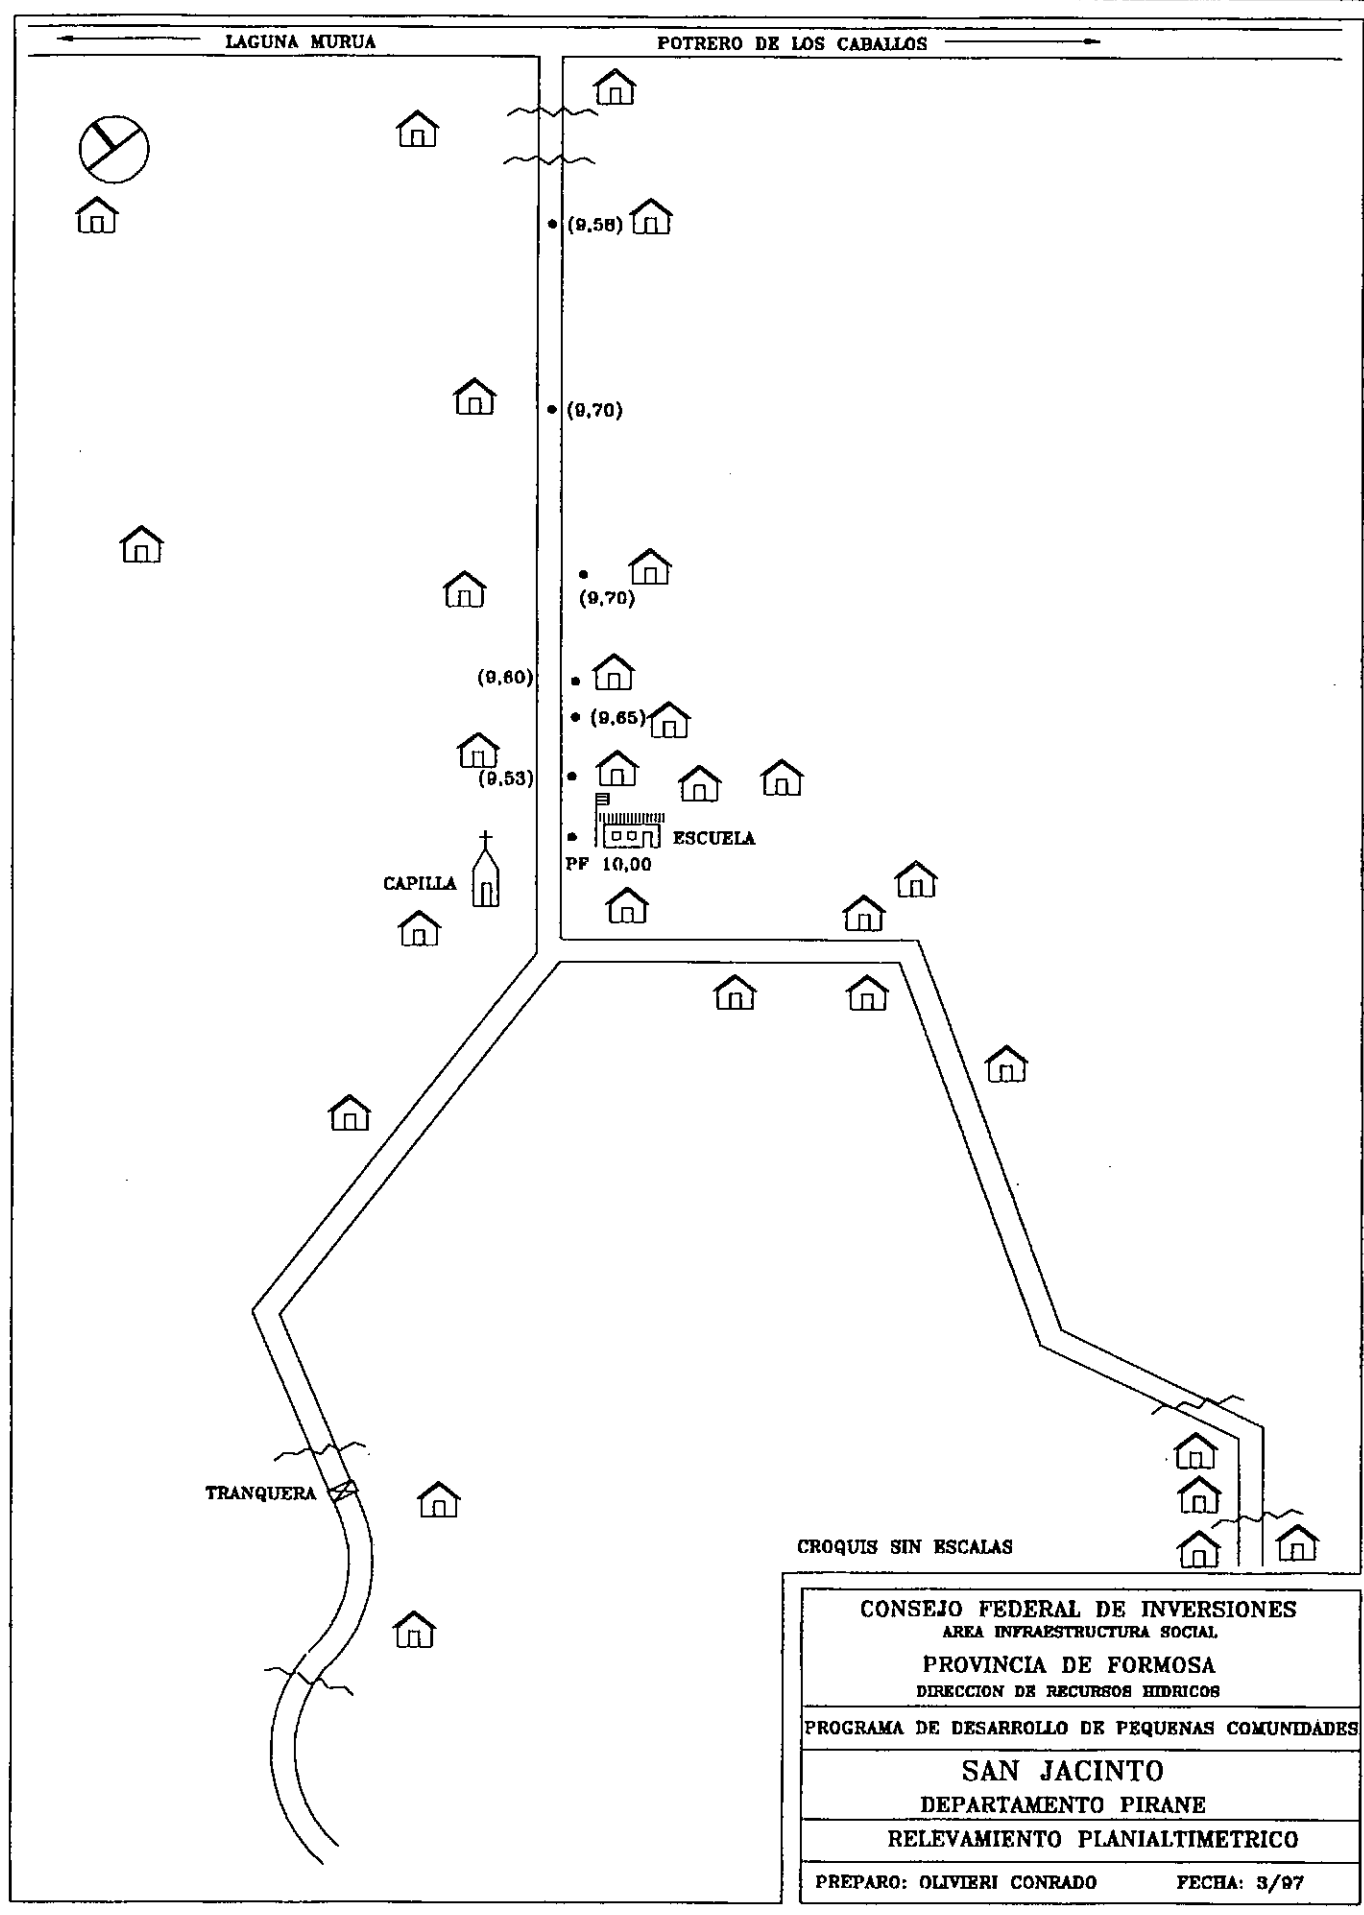 LAGUNA MURUA
POTRERO DE LOS CABALLOS
(9,58)
(9,70)
(9,70)
(9,60)
(9,65)
(9,53)
ESCUELA
PF 10,00
CAPILLA
TRANQUERA
CROQUIS SIN ESCALAS
CONSEJO FEDERAL DE INVERSIONES
AREA INFRAESTRUCTURA SOCIAL
PROVINCIA DE FORMOSA
DIRECCION DE RECURSOS HIDRICOS
PROGRAMA DE DESARROLLO DE PEQUENAS COMUNIDADES
SAN JACINTO
DEPARTAMENTO PIRANE
RELEVAMIENTO PLANIALTIMETRICO
PREPARO: OLIVIERI CONRADO FECHA: 3/97